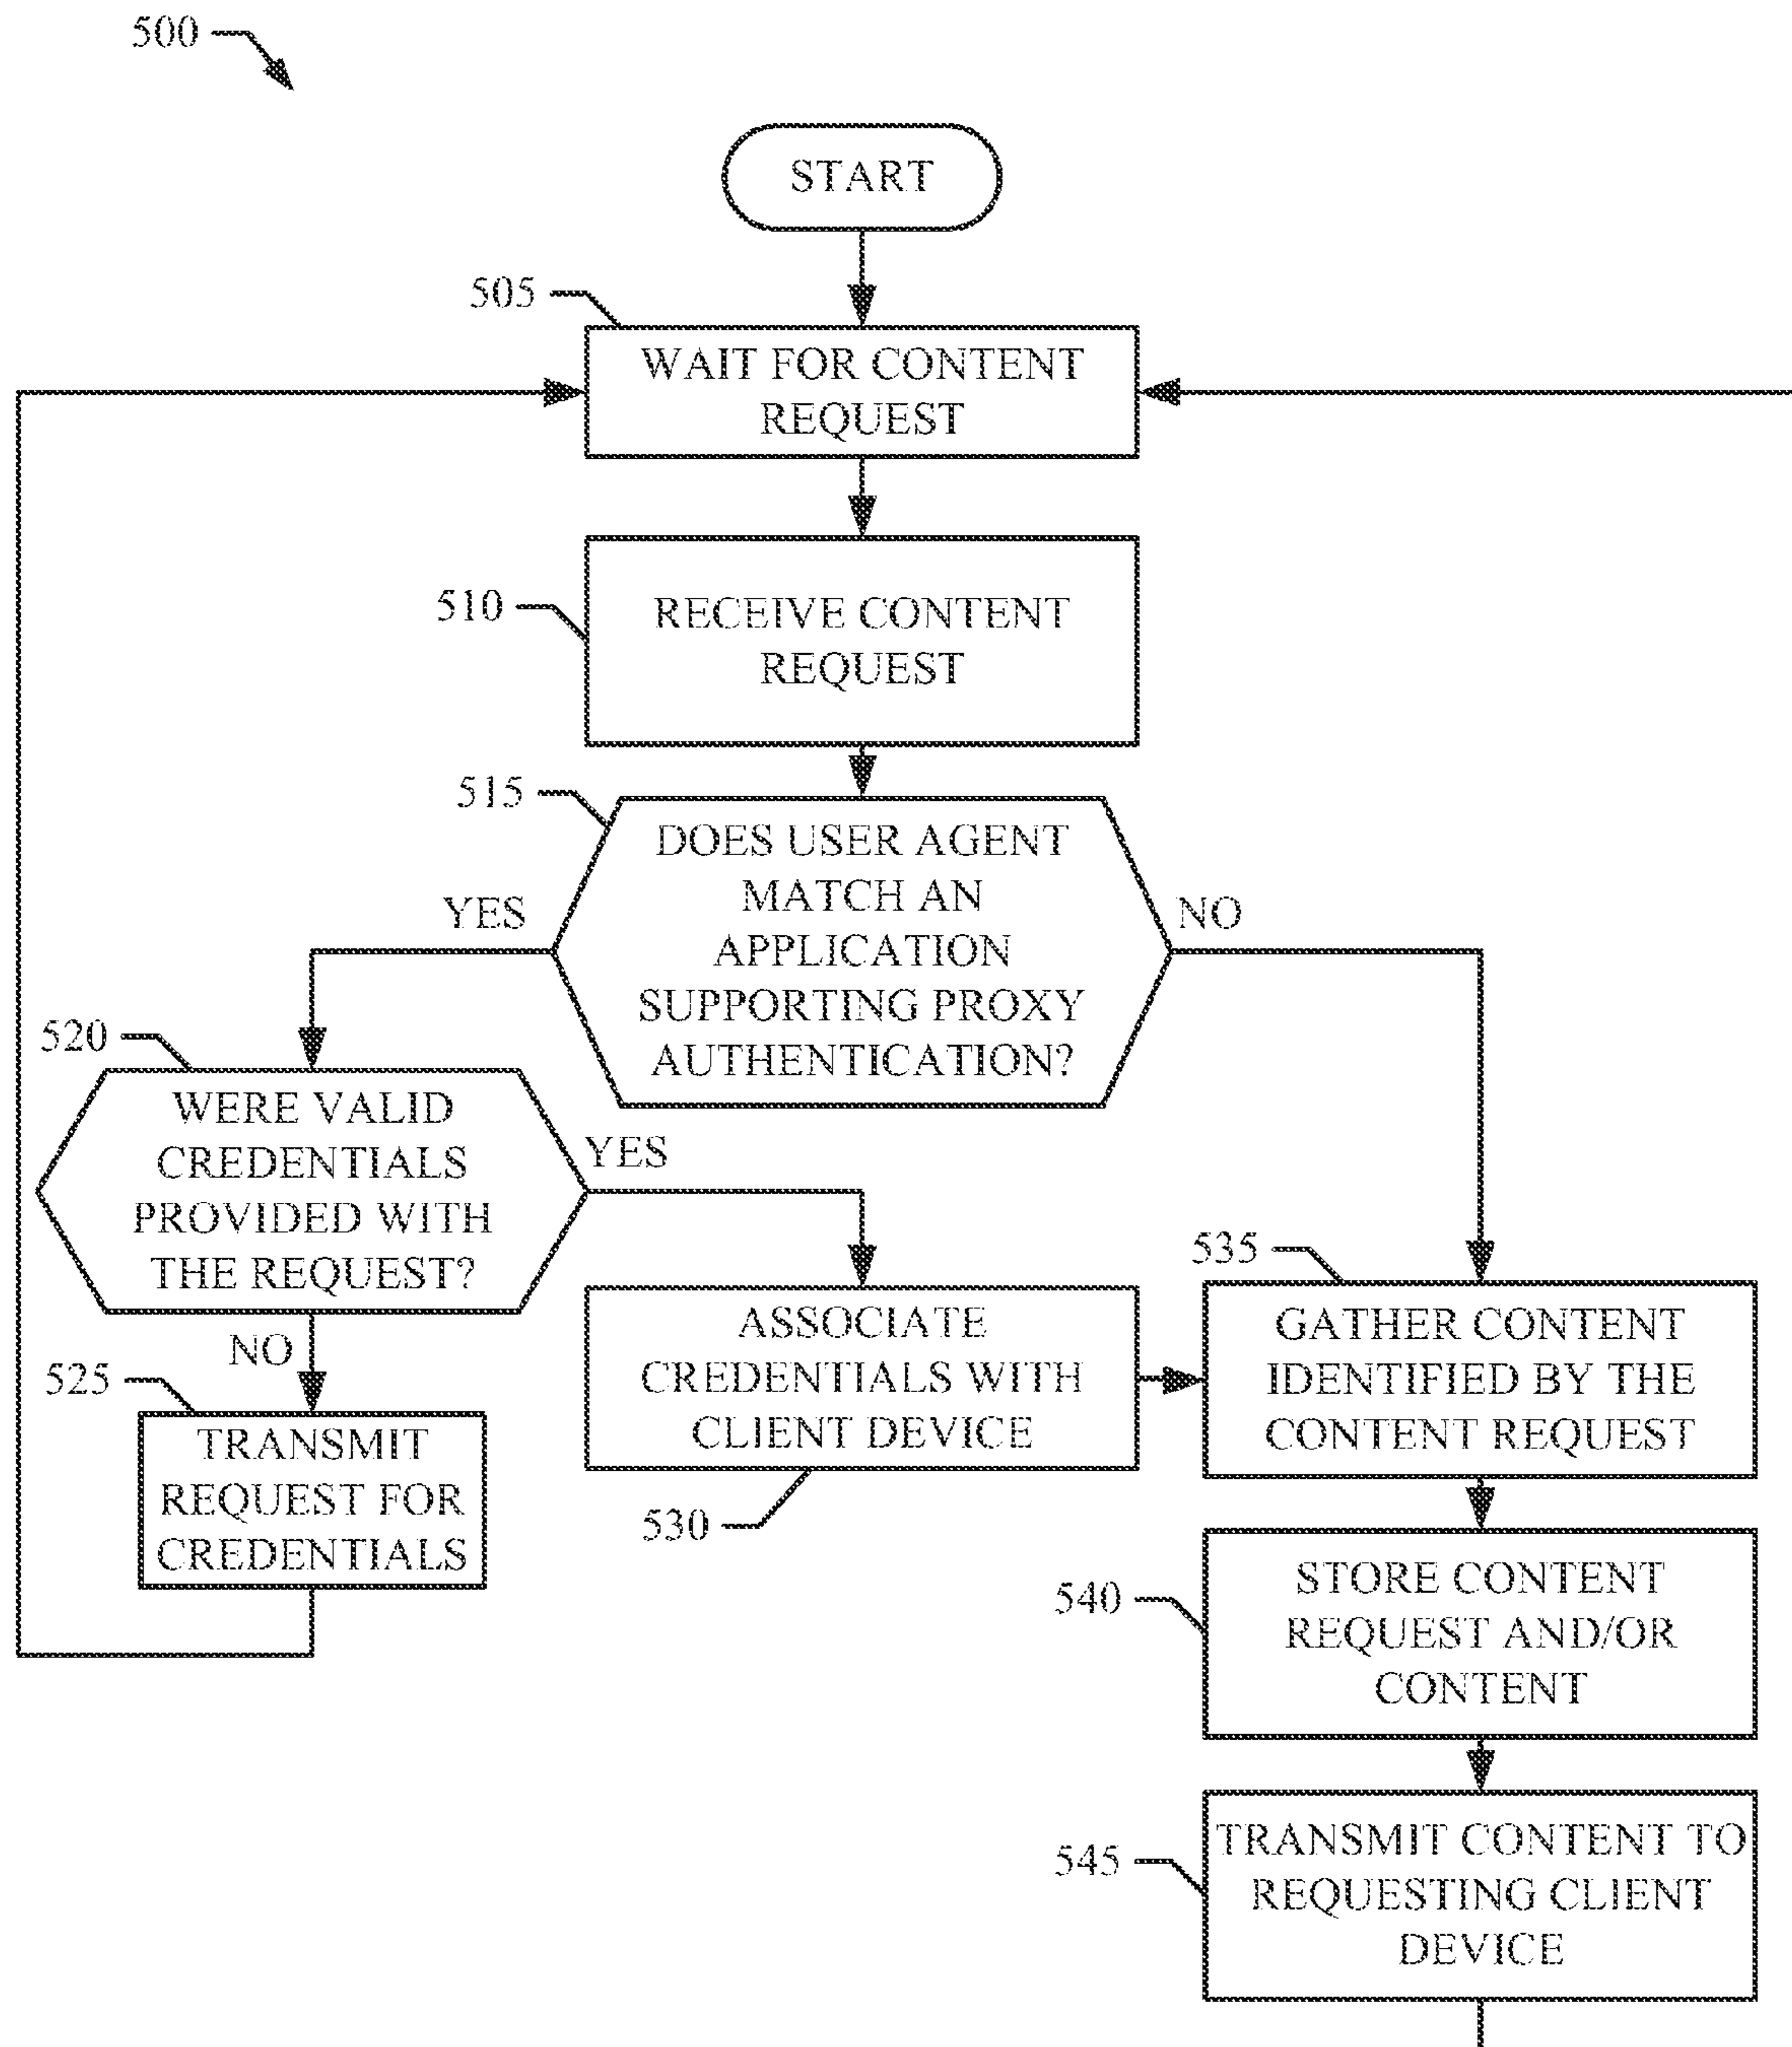 500
START
505
WAIT FOR CONTENT
REQUEST
510
RECEIVE CONTENT
REQUEST
515
DOES USER AGENT
MATCH AN
APPLICATION
SUPPORTING PROXY
AUTHENTICATION?
YES
NO
520
WERE VALID
CREDENTIALS
PROVIDED WITH
THE REQUEST?
YES
NO
525
TRANSMIT
REQUEST FOR
CREDENTIALS
ASSOCIATE
CREDENTIALS WITH
CLIENT DEVICE
530
535
GATHER CONTENT
IDENTIFIED BY THE
CONTENT REQUEST
540
STORE CONTENT
REQUEST AND/OR
CONTENT
545
TRANSMIT CONTENT TO
REQUESTING CLIENT
DEVICE